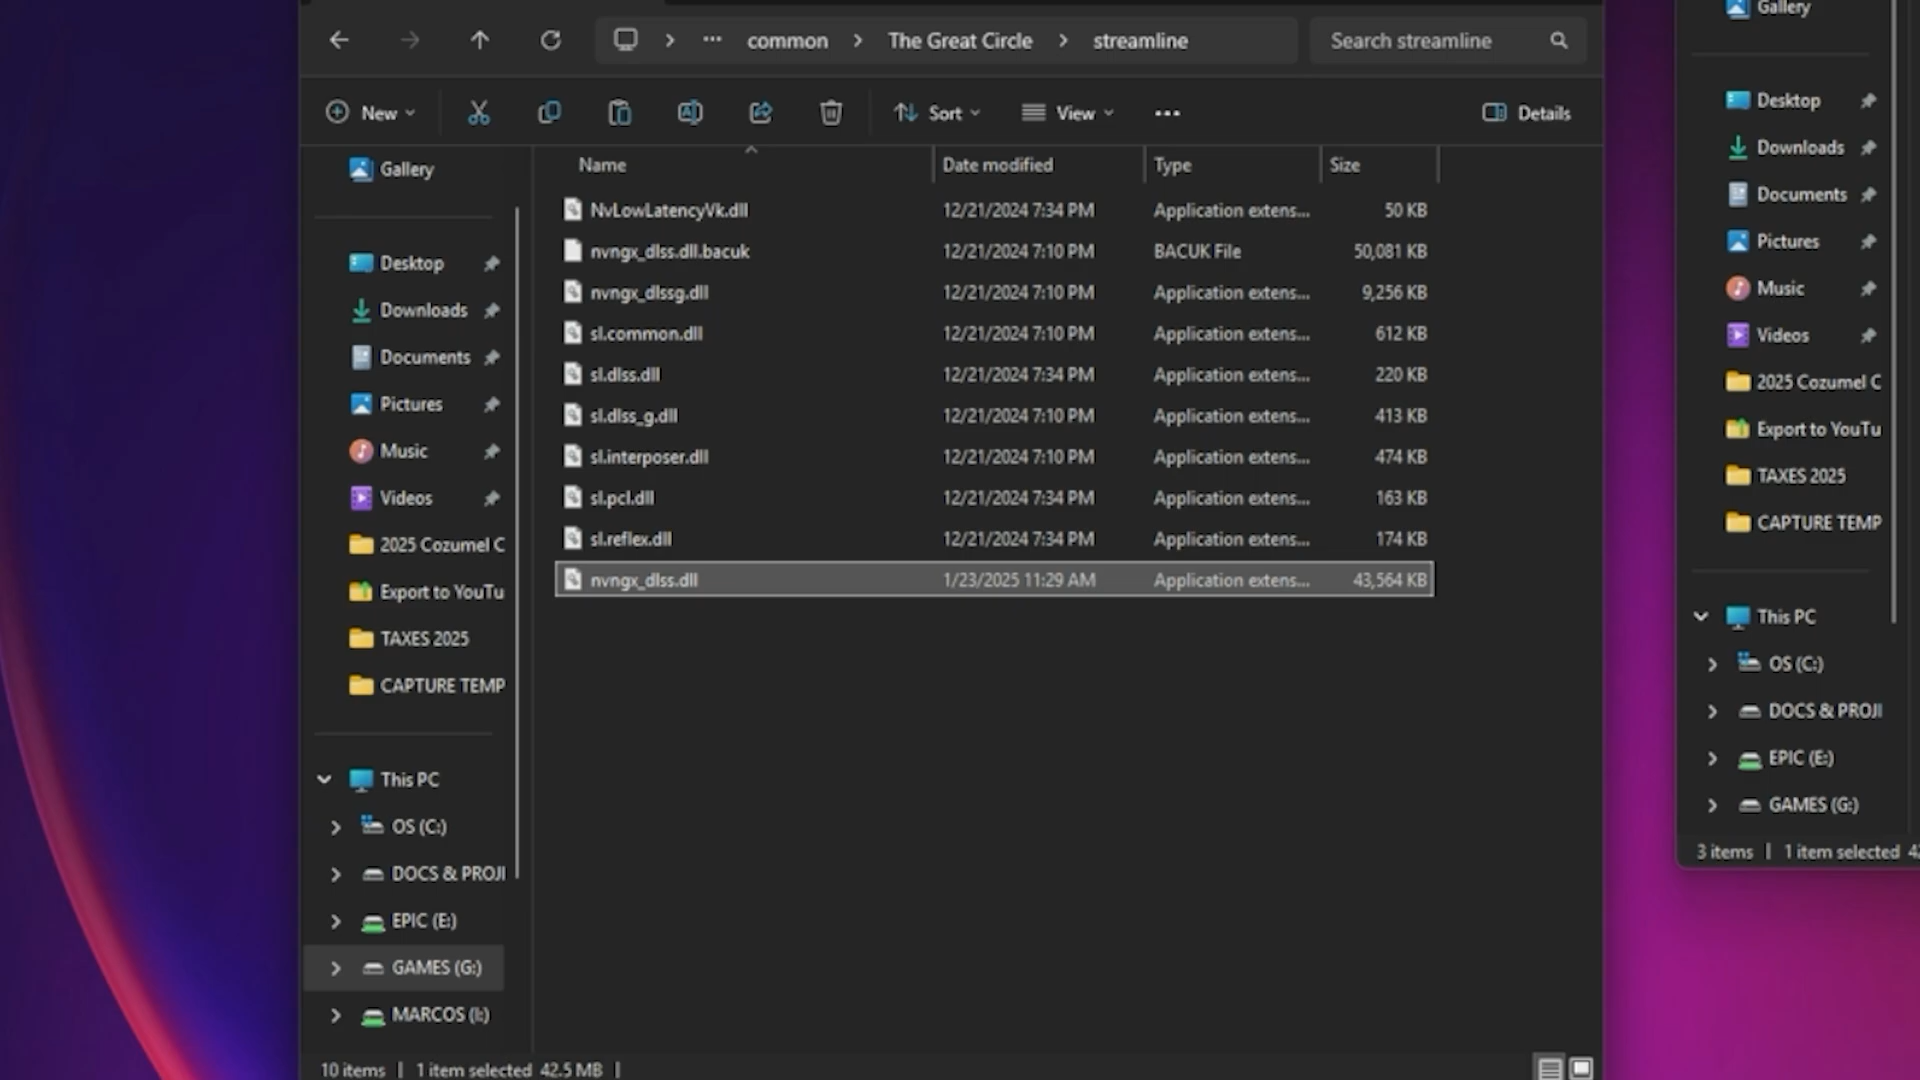 common > The Great Circle > streamline
Search streamline
New
Sort
View
Details
Gallery
Desktop
Downloads
Documents
Pictures
Music
Videos
2025 Cozumel C
Export to YouTu
TAXES 2025
CAPTURE TEMP
This PC
OS (C:)
DOCS & PROJI
EPIC (E:)
GAMES (G:)
MARCOS (I:)
Name Date modified Type Size
NvLowLatencyVk.dll 12/21/2024 7:34 PM Application extens... 50 KB
nvngx_dlss.dll.bacuk 12/21/2024 7:10 PM BACUK File 50,081 KB
nvngx_dlssg.dll 12/21/2024 7:10 PM Application extens... 9,256 KB
sl.common.dll 12/21/2024 7:10 PM Application extens... 612 KB
sl.dlss.dll 12/21/2024 7:34 PM Application extens... 220 KB
sl.dlss_g.dll 12/21/2024 7:10 PM Application extens... 413 KB
sl.interposer.dll 12/21/2024 7:10 PM Application extens... 474 KB
sl.pcl.dll 12/21/2024 7:34 PM Application extens... 163 KB
sl.reflex.dll 12/21/2024 7:34 PM Application extens... 174 KB
nvngx_dlss.dll 1/23/2025 11:29 AM Application extens... 43,564 KB
10 items | 1 item selected 42.5 MB |
Gallery
Desktop
Downloads
Documents
Pictures
Music
Videos
2025 Cozumel C
Export to YouTu
TAXES 2025
CAPTURE TEMP
This PC
OS (C:)
DOCS & PROJI
EPIC (E:)
GAMES (G:)
3 items | 1 item selected 42